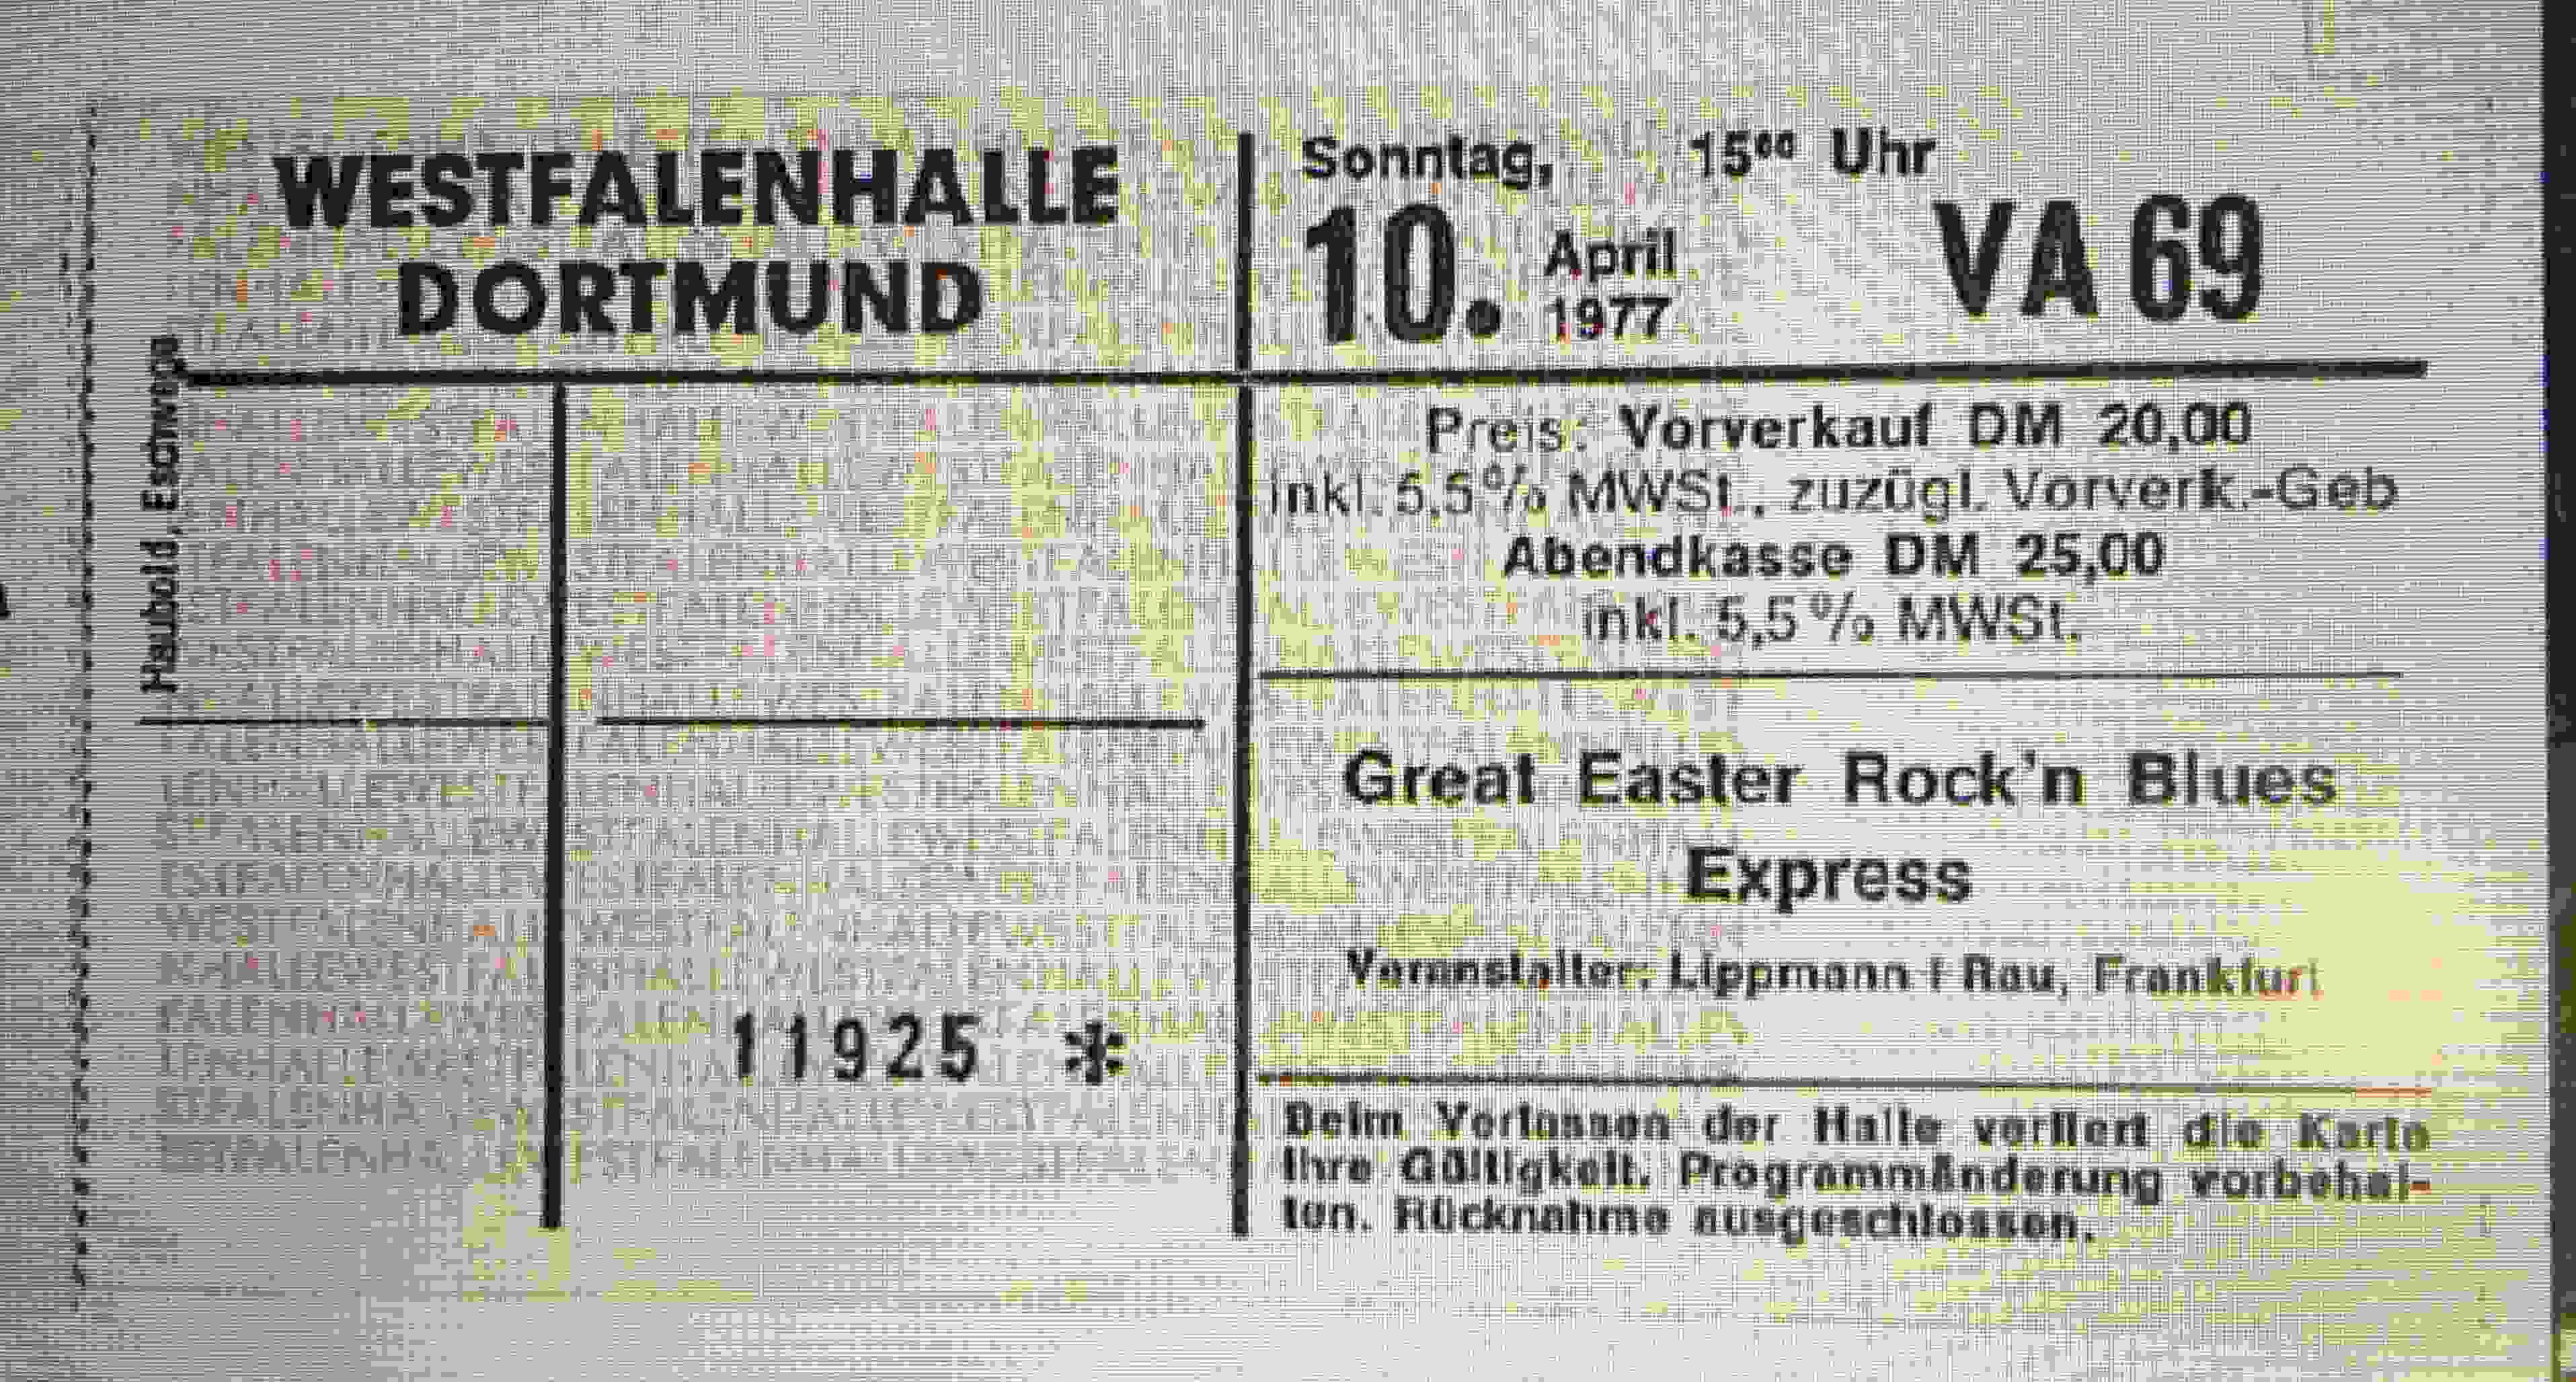 WESTFALENHALLE
DORTMUND
Sonntag, 15⁰⁰ Uhr
10. April
1977
VA 69
Haubold, Eschwege
Preis: Vorverkauf DM 20,00
inkl. 5,5% MWSt., zuzügl. Vorverk.-Geb
Abendkasse DM 25,00
inkl. 5,5% MWSt.
Great Easter Rock'n Blues
Express
Veranstalter: Lippmann + Rau, Frankfurt
11925 *
Beim Verlassen der Halle verliert die Karte
Ihre Gültigkeit. Programmänderung vorbehal-
ten. Rücknahme ausgeschlossen.